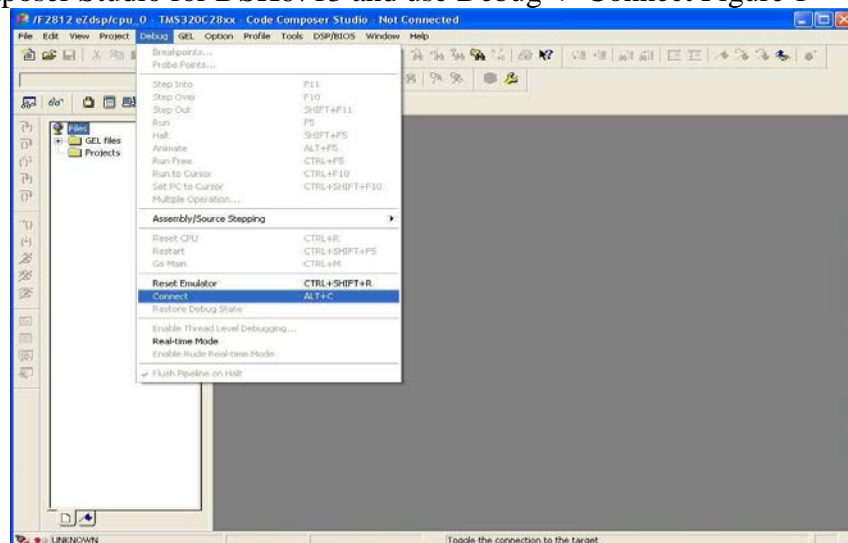 poser Studio for DSK6713 and use Debug → Connect Figure 1
/F2812 eZdsp/cpu_0 - TMS320C28xx - Code Composer Studio - Not Connected
File Edit View Project Debug GEL Option Profile Tools DSP/BIOS Window Help
Breakpoints...
Probe Points...
Step Into F11
Step Over F10
Step Out SHIFT+F11
Run F5
Halt SHIFT+F5
Animate ALT+F5
Run Free CTRL+F5
Run to Cursor CTRL+F10
Set PC to Cursor CTRL+SHIFT+F10
Multiple Operation...
Assembly/Source Stepping
Reset CPU CTRL+R
Restart CTRL+SHIFT+F5
Go Main CTRL+M
Reset Emulator CTRL+SHIFT+R
Connect ALT+C
Restore Debug State
Enable Thread Level Debugging...
Real-time Mode
Enable Rude Real-time Mode
Flush Pipeline on Halt
Files
GEL files
Projects
UNKNOWN
Toggle the connection to the target